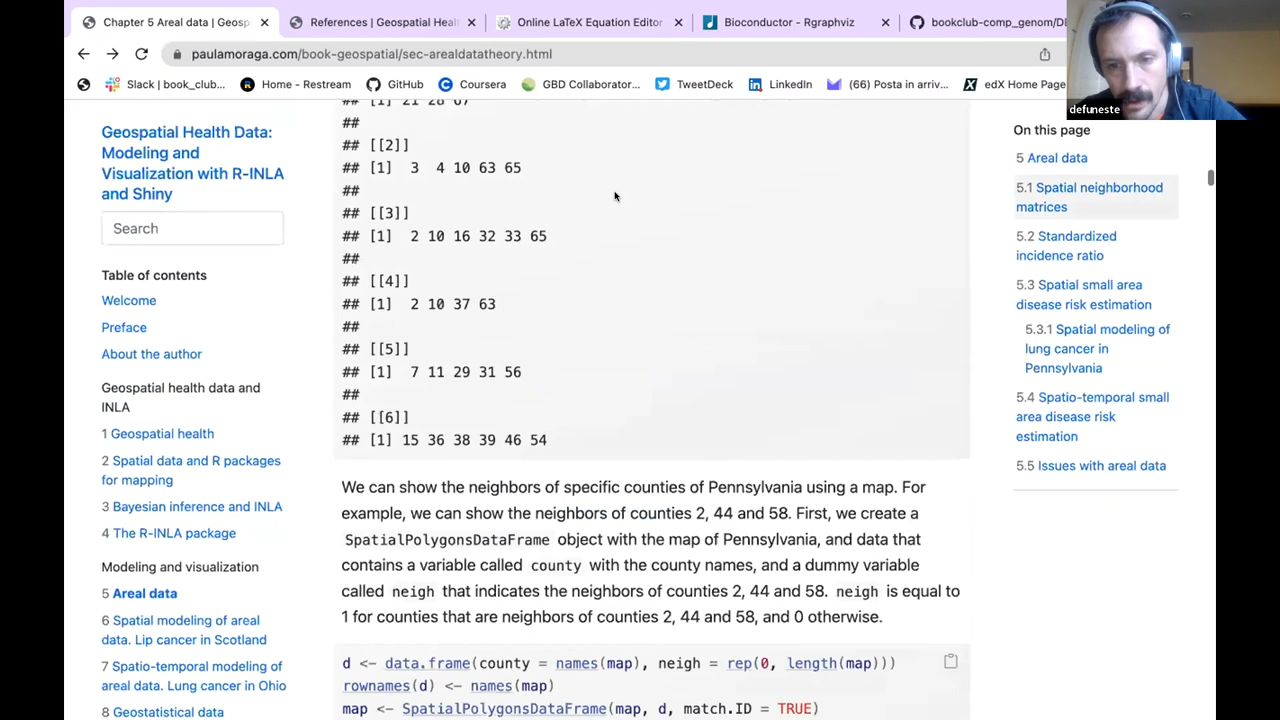 Chapter 5 Areal data | Geosp
References | Geospatial Healt
Online LaTeX Equation Editor
Bioconductor - Rgraphviz
bookclub-comp_genom/DE
paulamoraga.com/book-geospatial/sec-arealdatatheory.html
Slack | book_club...
Home - Restream
GitHub
Coursera
GBD Collaborator...
TweetDeck
LinkedIn
(66) Posta in arriv...
edX Home Pag
defuneste
Geospatial Health Data:
Modeling and
Visualization with R-INLA
and Shiny
Search
Table of contents
Welcome
Preface
About the author
Geospatial health data and
INLA
1 Geospatial health
2 Spatial data and R packages
for mapping
3 Bayesian inference and INLA
4 The R-INLA package
Modeling and visualization
5 Areal data
6 Spatial modeling of areal
data. Lip cancer in Scotland
7 Spatio-temporal modeling of
areal data. Lung cancer in Ohio
8 Geostatistical data
## [1] 21 28 67
##
## [[2]]
## [1]  3  4 10 63 65
##
## [[3]]
## [1]  2 10 16 32 33 65
##
## [[4]]
## [1]  2 10 37 63
##
## [[5]]
## [1]  7 11 29 31 56
##
## [[6]]
## [1] 15 36 38 39 46 54
We can show the neighbors of specific counties of Pennsylvania using a map. For
example, we can show the neighbors of counties 2, 44 and 58. First, we create a
SpatialPolygonsDataFrame object with the map of Pennsylvania, and data that
contains a variable called county with the county names, and a dummy variable
called neigh that indicates the neighbors of counties 2, 44 and 58. neigh is equal to
1 for counties that are neighbors of counties 2, 44 and 58, and 0 otherwise.
d <- data.frame(county = names(map), neigh = rep(0, length(map)))
rownames(d) <- names(map)
map <- SpatialPolygonsDataFrame(map, d, match.ID = TRUE)
On this page
5 Areal data
5.1 Spatial neighborhood
matrices
5.2 Standardized
incidence ratio
5.3 Spatial small area
disease risk estimation
5.3.1 Spatial modeling of
lung cancer in
Pennsylvania
5.4 Spatio-temporal small
area disease risk
estimation
5.5 Issues with areal data